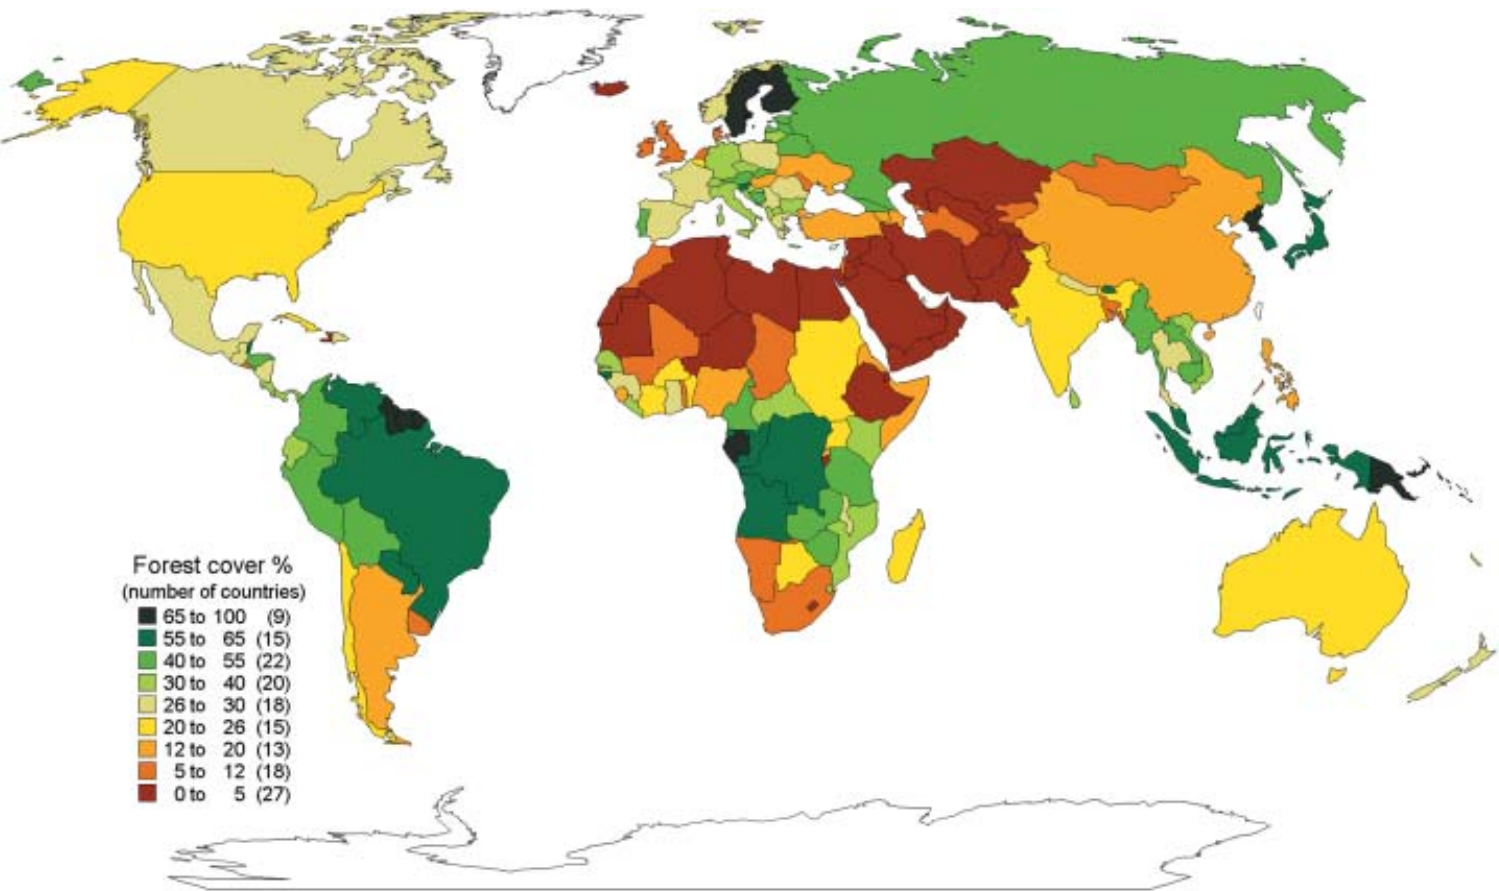 Forest cover %
(number of countries)
65 to 100 (9)
55 to 65 (15)
40 to 55 (22)
30 to 40 (20)
26 to 30 (18)
20 to 26 (15)
12 to 20 (13)
5 to 12 (18)
0 to 5 (27)